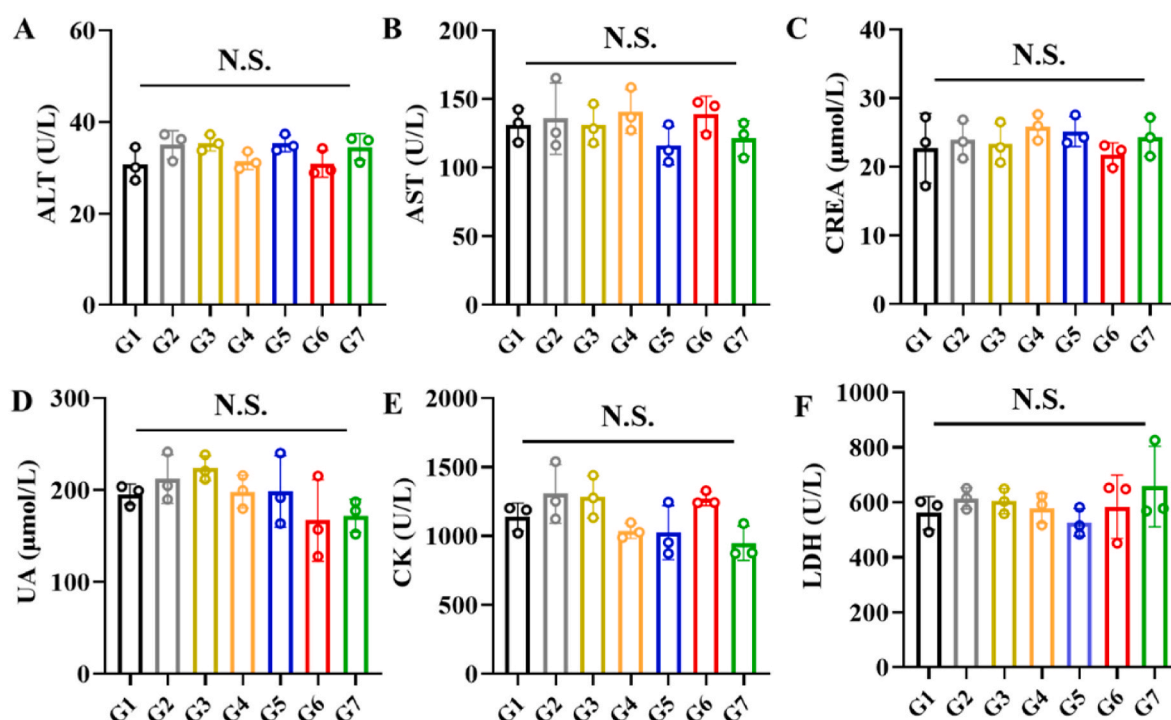 A
ALT (U/L)
60
40
20
0
N.S.
G1 G2 G3 G4 G5 G6 G7
B
AST (U/L)
200
150
100
50
0
N.S.
G1 G2 G3 G4 G5 G6 G7
C
CREA (μmol/L)
40
30
20
10
0
N.S.
G1 G2 G3 G4 G5 G6 G7
D
UA (μmol/L)
300
200
100
0
N.S.
G1 G2 G3 G4 G5 G6 G7
E
CK (U/L)
2000
1500
1000
500
0
N.S.
G1 G2 G3 G4 G5 G6 G7
F
LDH (U/L)
1000
800
600
400
200
0
N.S.
G1 G2 G3 G4 G5 G6 G7